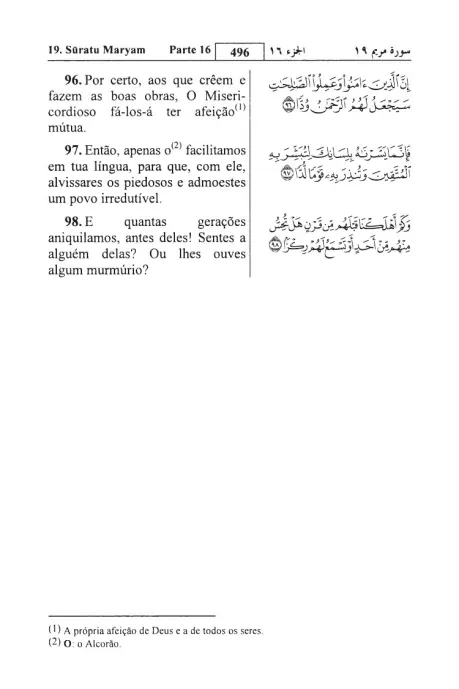 19. Sūratu Maryam Parte 16 496 الجزء ١٦ سورة مريم ١٩
96. Por certo, aos que crêem e
fazem as boas obras, O Miseri-
cordioso fá-los-á ter afeição(1)
mútua.
97. Então, apenas o(2) facilitamos
em tua língua, para que, com ele,
alvissares os piedosos e admoestes
um povo irredutível.
98. E quantas gerações
aniquilamos, antes deles! Sentes a
alguém delas? Ou lhes ouves
algum murmúrio?
إِنَّ ٱلَّذِينَ ءَامَنُواْ وَعَمِلُواْ ٱلصَّٰلِحَٰتِ
سَيَجْعَلُ لَهُمُ ٱلرَّحْمَٰنُ وُدًّا ٩٦
فَإِنَّمَا يَسَّرْنَٰهُ بِلِسَانِكَ لِتُبَشِّرَ بِهِ
ٱلْمُتَّقِينَ وَتُنذِرَ بِهِۦ قَوْمًا لُّدًّا ٩٧
وَكَمْ أَهْلَكْنَا قَبْلَهُم مِّن قَرْنٍ هَلْ تُحِسُّ
مِنْهُم مِّنْ أَحَدٍ أَوْ تَسْمَعُ لَهُمْ رِكْزًا ٩٨
(1) A própria afeição de Deus e a de todos os seres.
(2) O: o Alcorão.